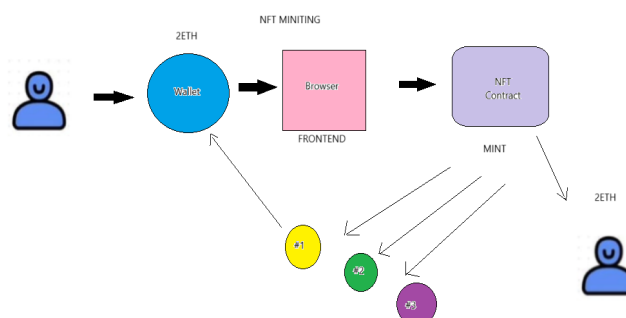 NFT MINITING
2ETH
Wallet
Browser
FRONTEND
NFT
Contract
MINT
2ETH
#1
#2
#3